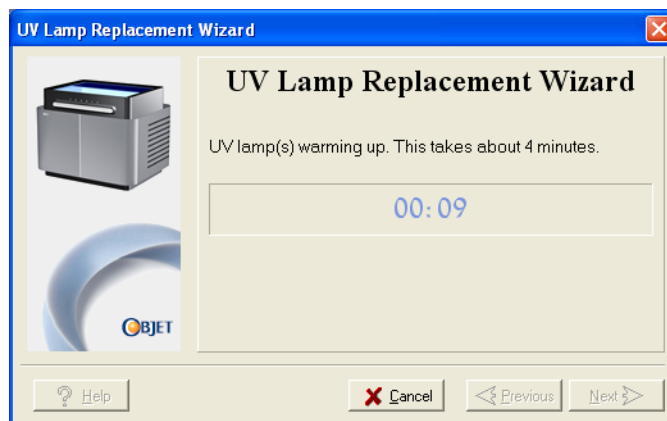 UV Lamp Replacement Wizard
UV Lamp Replacement Wizard
UV lamp(s) warming up. This takes about 4 minutes.
00:09
OBJET
Help
Cancel
Previous
Next